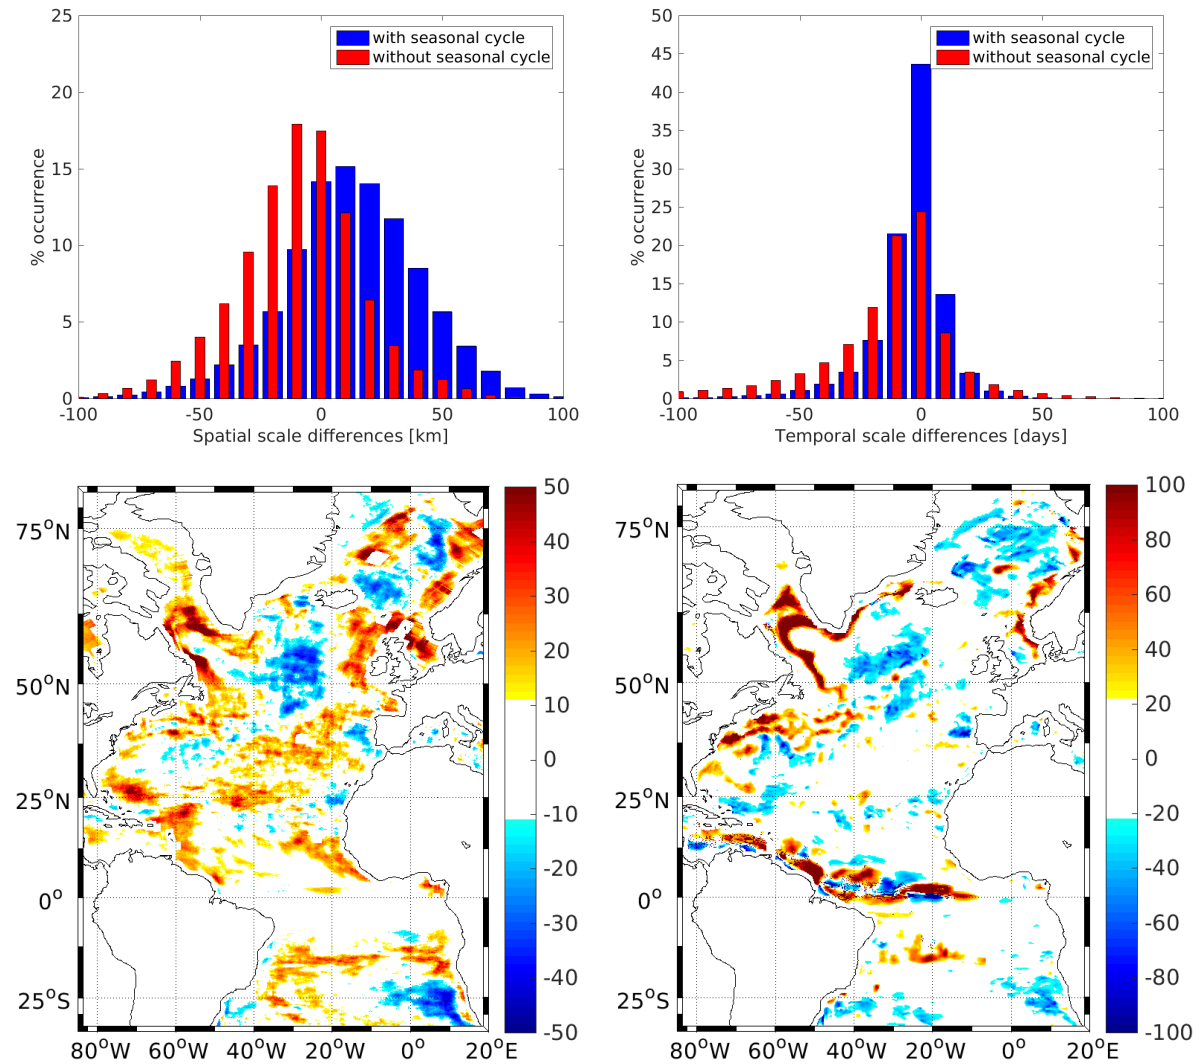 25
20
15
10
5
0
% occurrence
with seasonal cycle
without seasonal cycle
-100 -50 0 50 100
Spatial scale differences [km]
50
45
40
35
30
25
20
15
10
5
0
% occurrence
with seasonal cycle
without seasonal cycle
-100 -50 0 50 100
Temporal scale differences [days]
75°N
50°N
25°N
0°
25°S
80°W 60°W 40°W 20°W 0° 20°E
50
40
30
20
10
0
-10
-20
-30
-40
-50
75°N
50°N
25°N
0°
25°S
80°W 60°W 40°W 20°W 0° 20°E
100
80
60
40
20
0
-20
-40
-60
-80
-100